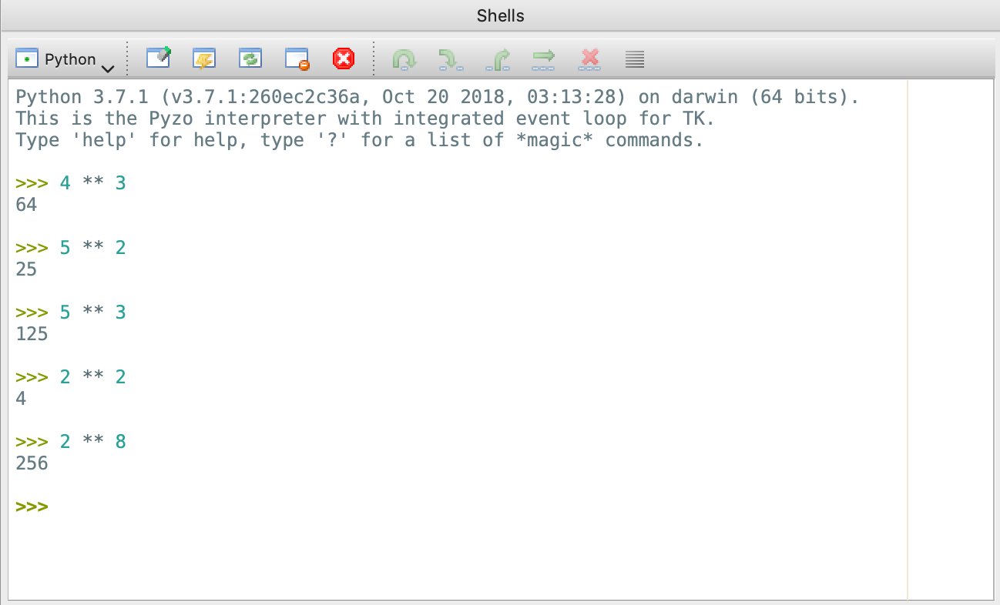 Shells
Python
Python 3.7.1 (v3.7.1:260ec2c36a, Oct 20 2018, 03:13:28) on darwin (64 bits).
This is the Pyzo interpreter with integrated event loop for TK.
Type 'help' for help, type '?' for a list of *magic* commands.
>>> 4 ** 3
64
>>> 5 ** 2
25
>>> 5 ** 3
125
>>> 2 ** 2
4
>>> 2 ** 8
256
>>>